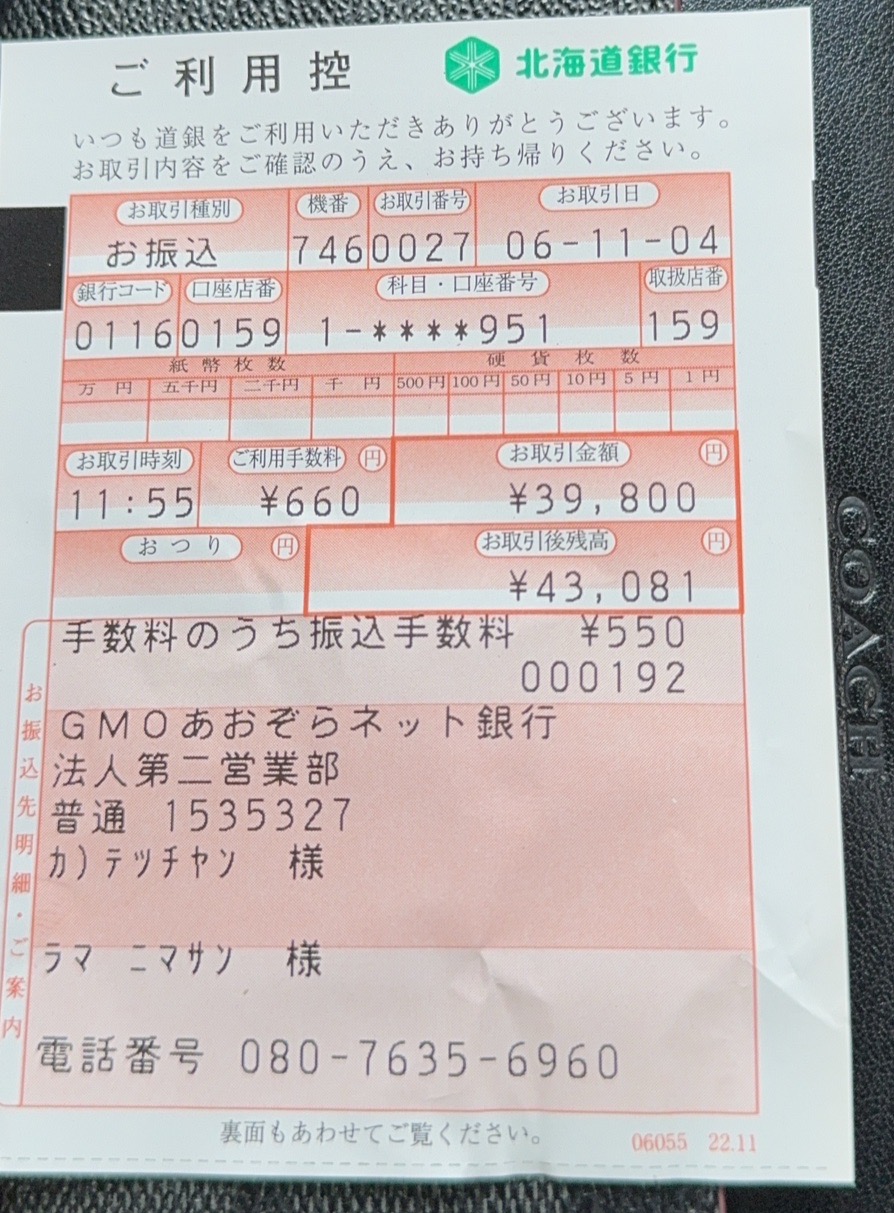 ご利用控 北海道銀行
いつも道銀をご利用いただきありがとうございます。
お取引内容をご確認のうえ、お持ち帰りください。
お取引種別 機番 お取引番号 お取引日
お振込 746 0027 06-11-04
銀行コード 口座店番 科目・口座番号 取扱店番
0116 0159 1-****951 159
紙幣枚数 硬貨枚数
万円 五千円 二千円 千円 500円 100円 50円 10円 5円 1円
お取引時刻 ご利用手数料 円 お取引金額 円
11:55 ¥660 ¥39,800
おつり 円 お取引後残高 円
¥43,081
手数料のうち振込手数料 ¥550
000192
お振込先明細・ご案内
GMOあおぞらネット銀行
法人第二営業部
普通 1535327
カ)テッチャン 様
ラマ ニマサン 様
電話番号 080-7635-6960
裏面もあわせてご覧ください。
06055 22.11
COACH